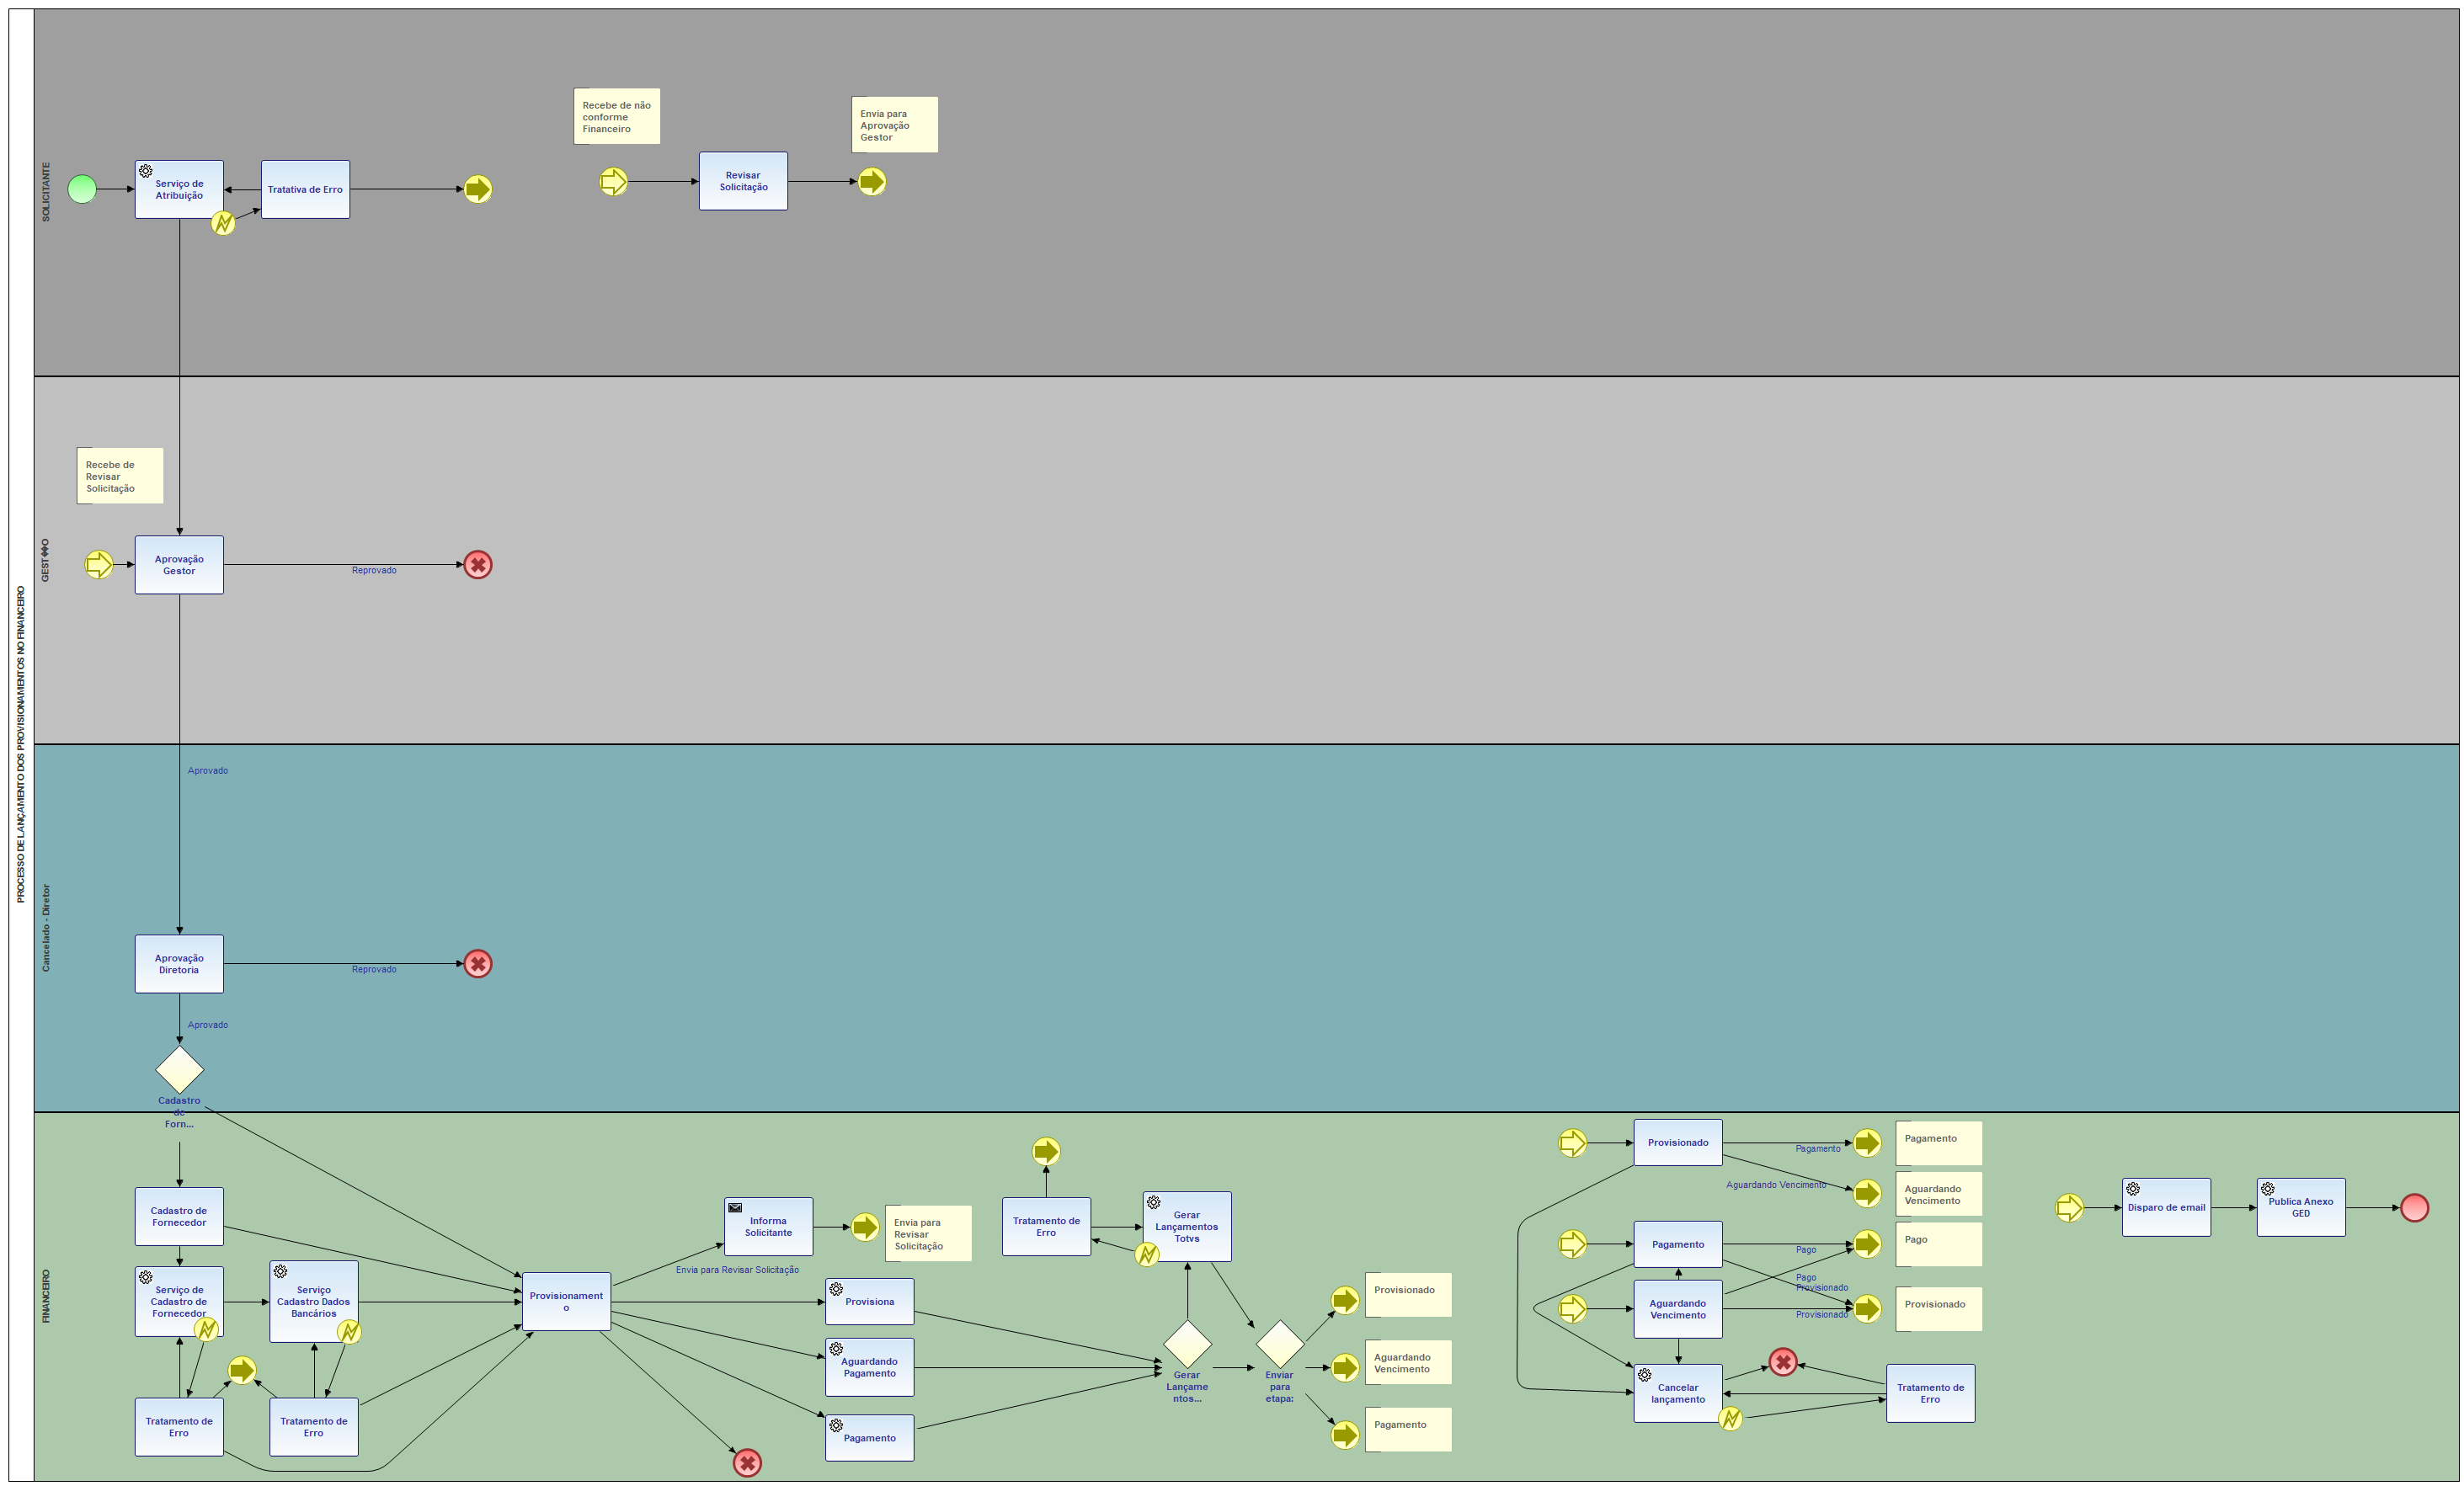 PROCESSO DE LANÇAMENTO DOS PROVISIONAMENTOS NO FINANCEIRO
SOLICITANTE
Serviço de
Atribuição
Tratativa de Erro
Recebe de não
conforme
Financeiro
Revisar
Solicitação
Envia para
Aprovação
Gestor
GEST��O
Recebe de
Revisar
Solicitação
Aprovação
Gestor
Reprovado
Cancelado - Diretor
Aprovado
Aprovação
Diretoria
Reprovado
Aprovado
Cadastro
de
Forn...
FINANCEIRO
Cadastro de
Fornecedor
Serviço de
Cadastro de
Fornecedor
Serviço
Cadastro Dados
Bancários
Tratamento de
Erro
Tratamento de
Erro
Provisionament
o
Informa
Solicitante
Envia para
Revisar
Solicitação
Envia para Revisar Solicitação
Provisiona
Aguardando
Pagamento
Pagamento
Tratamento de
Erro
Gerar
Lançamentos
Totvs
Gerar
Lançame
ntos...
Enviar
para
etapa:
Provisionado
Aguardando
Vencimento
Pagamento
Provisionado
Pagamento
Pagamento
Aguardando Vencimento
Aguardando
Vencimento
Pagamento
Pago
Pago
Pago
Provisionado
Aguardando
Vencimento
Provisionado
Provisionado
Cancelar
lançamento
Tratamento de
Erro
Disparo de email
Publica Anexo
GED